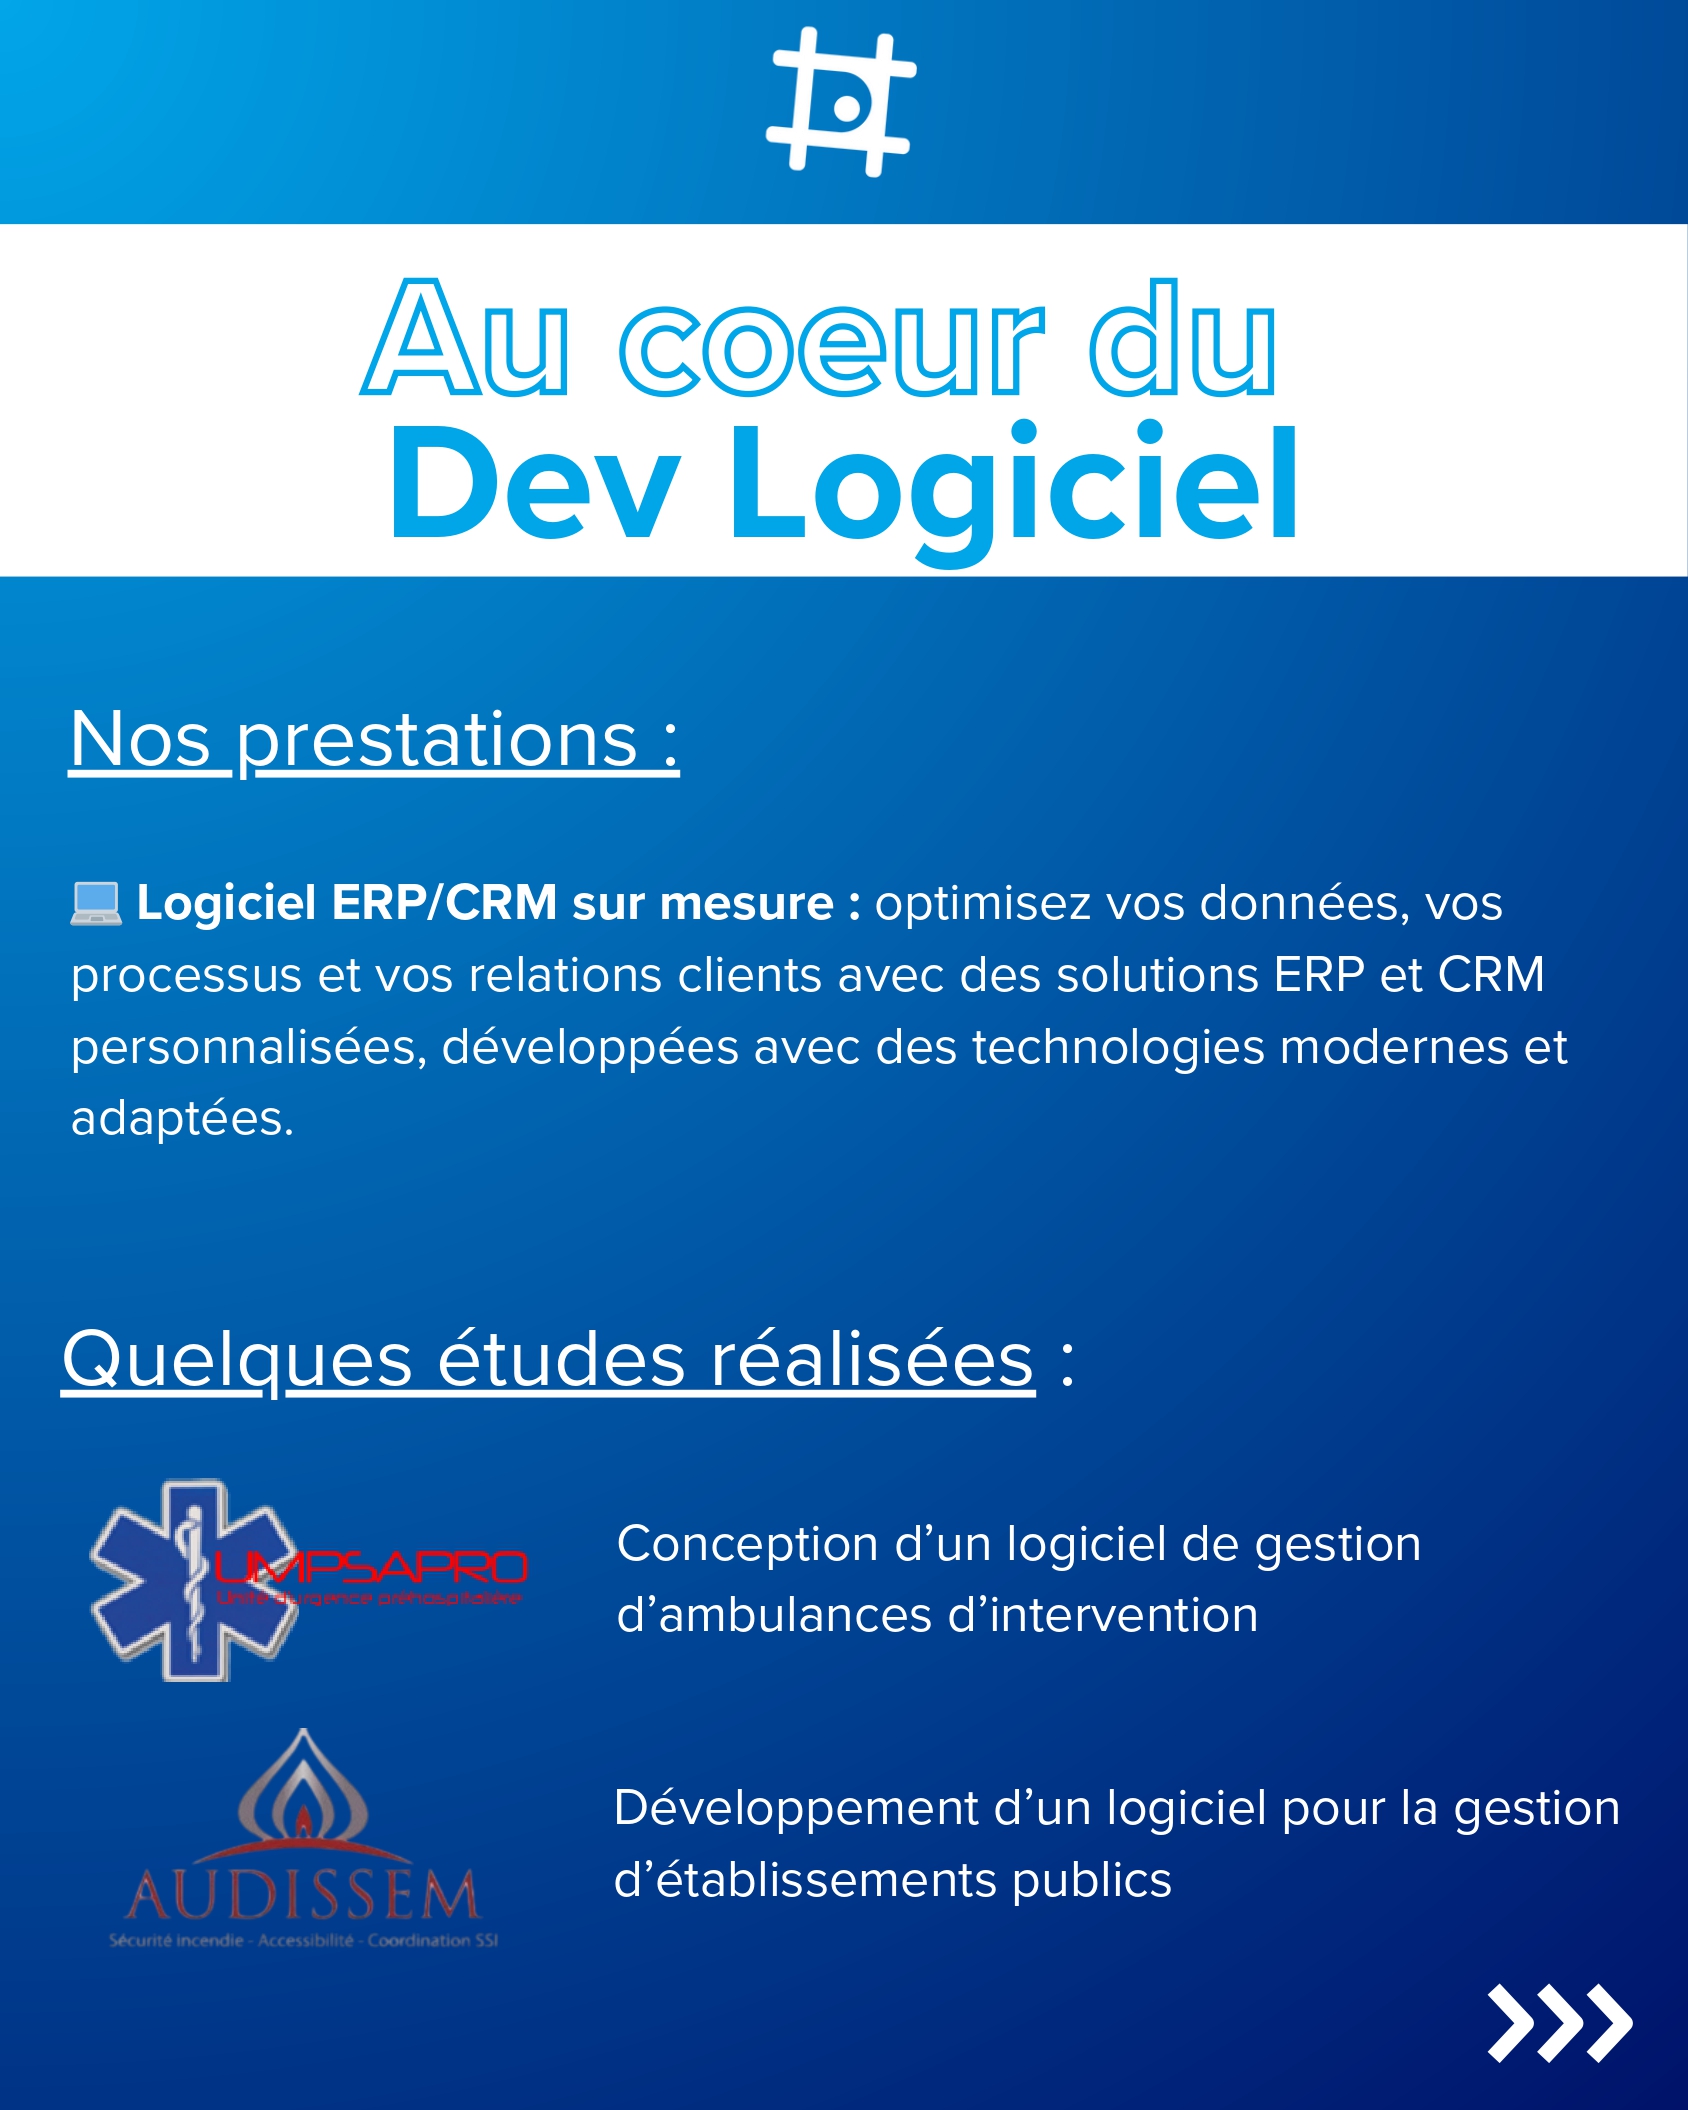 Au coeur du
Dev Logiciel
Nos prestations :
💻 Logiciel ERP/CRM sur mesure : optimisez vos données, vos
processus et vos relations clients avec des solutions ERP et CRM
personnalisées, développées avec des technologies modernes et
adaptées.
Quelques études réalisées :
UMPSAPRO
Unité d'urgence préhospitalière
Conception d’un logiciel de gestion
d’ambulances d’intervention
AUDISSEM
Sécurité incendie - Accessibilité - Coordination SSI
Développement d’un logiciel pour la gestion
d’établissements publics